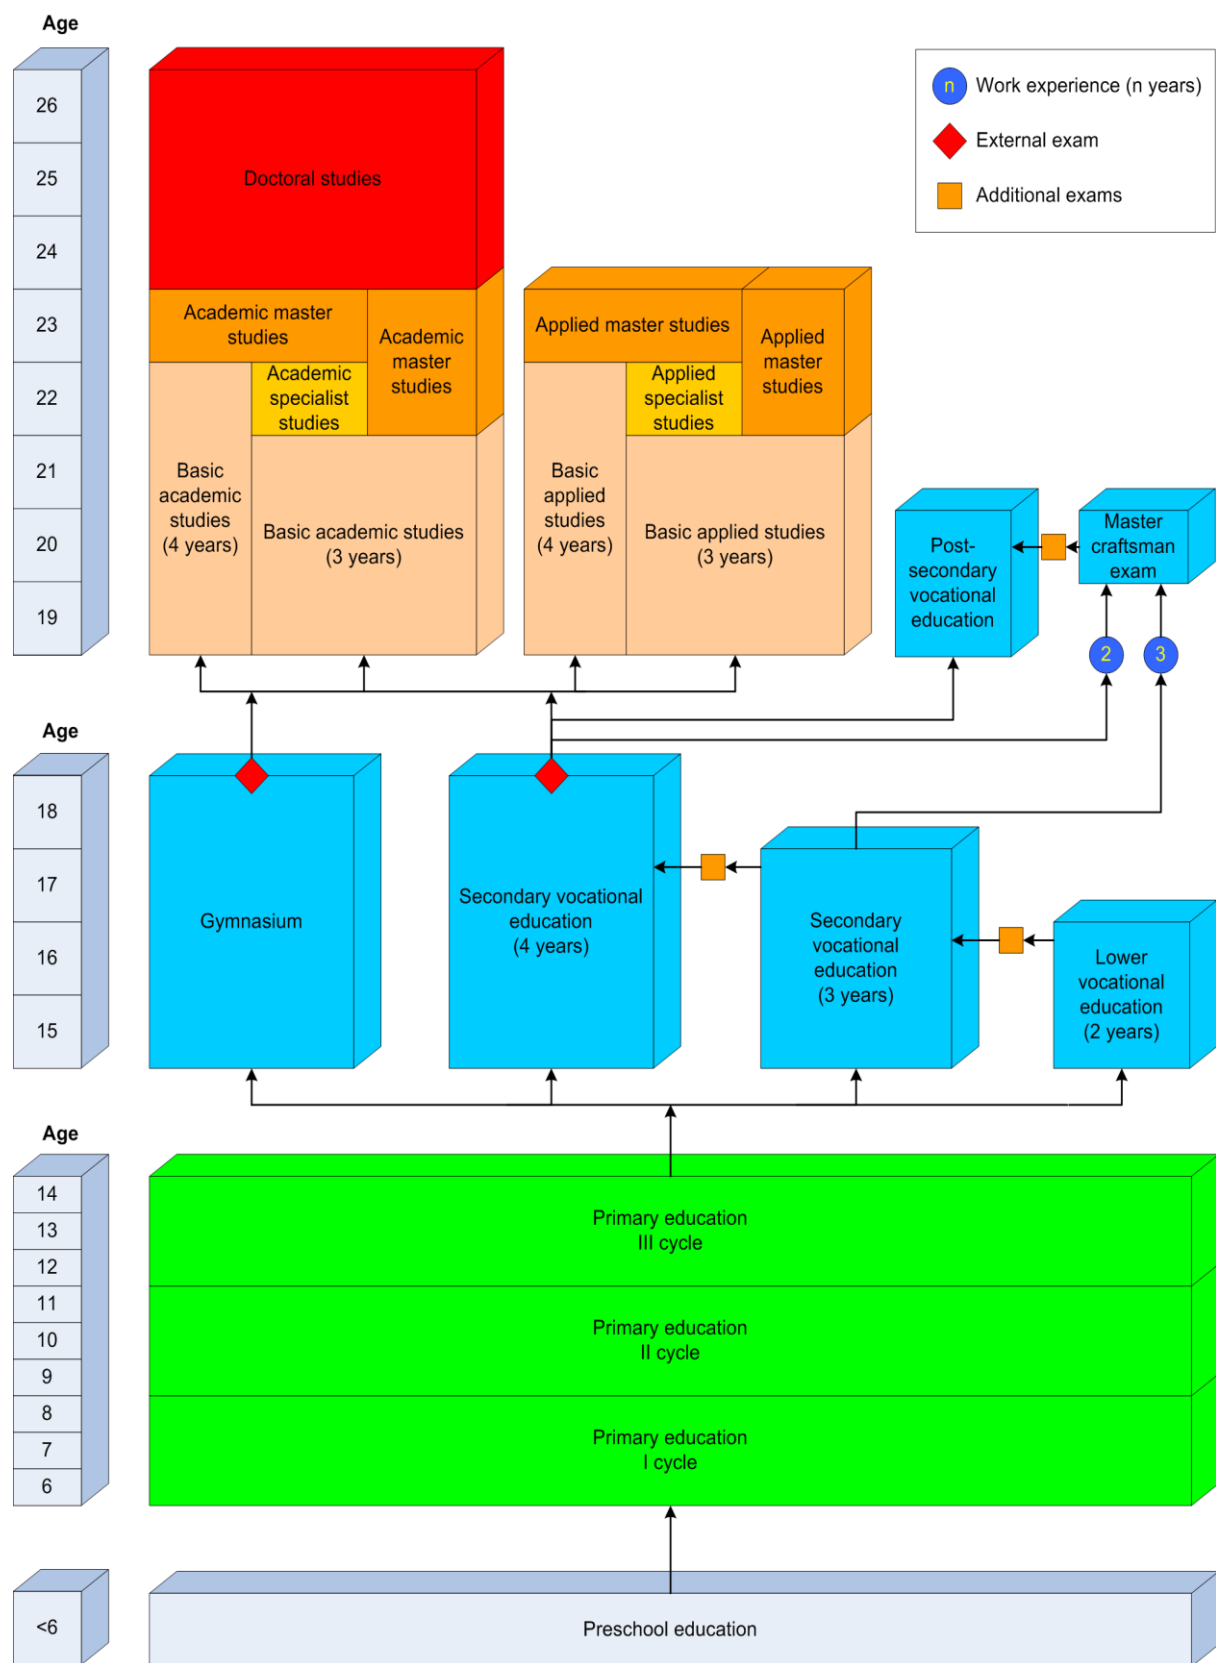 Age
26
25
24
23
22
21
20
19
Doctoral studies
Academic master
studies
Academic
master
studies
Academic
specialist
studies
Basic
academic
studies
(4 years)
Basic academic studies
(3 years)
Applied master studies
Applied
master
studies
Applied
specialist
studies
Basic
applied
studies
(4 years)
Basic applied studies
(3 years)
n Work experience (n years)
External exam
Additional exams
Post-
secondary
vocational
education
Master
craftsman
exam
2
3
Age
18
17
16
15
Gymnasium
Secondary vocational
education
(4 years)
Secondary
vocational
education
(3 years)
Lower
vocational
education
(2 years)
Age
14
13
12
11
10
9
8
7
6
Primary education
III cycle
Primary education
II cycle
Primary education
I cycle
<6
Preschool education